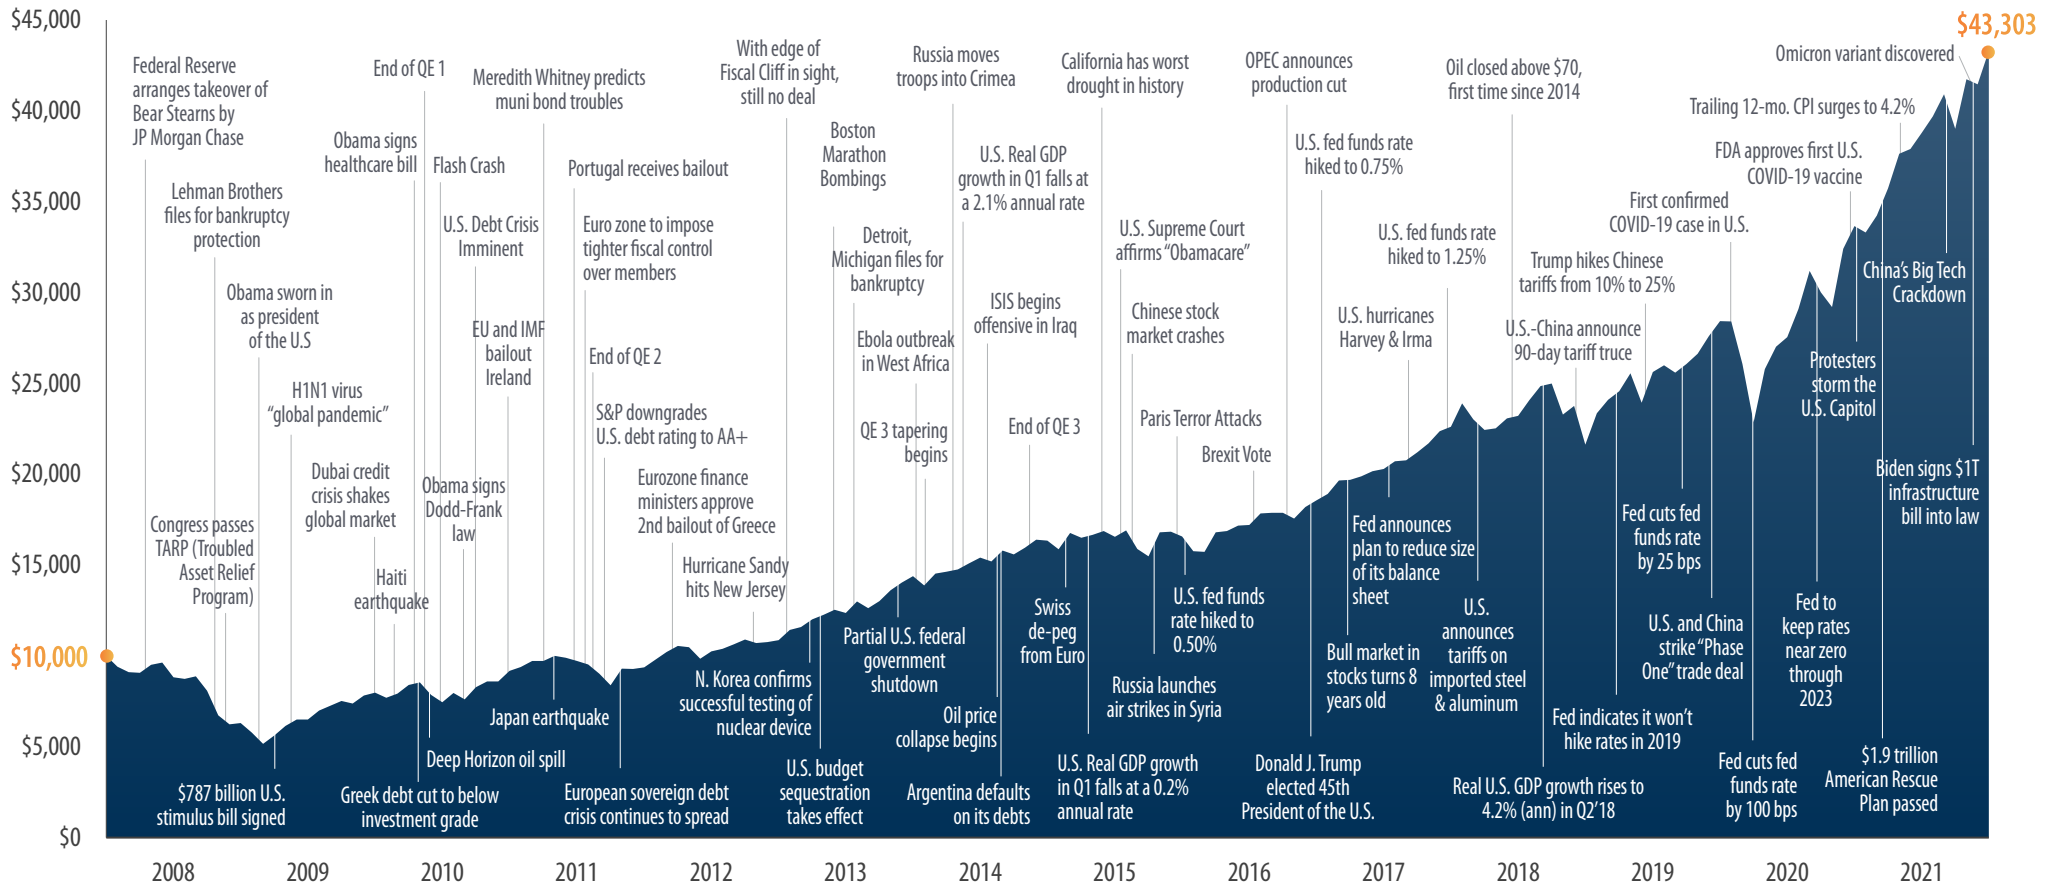 $45,000
$40,000
$35,000
$30,000
$25,000
$20,000
$15,000
$10,000
$5,000
$0
$43,303
Federal Reserve
arranges takeover of
Bear Stearns by
JP Morgan Chase
Lehman Brothers
files for bankruptcy
protection
Obama sworn in
as president
of the U.S
H1N1 virus
“global pandemic”
Dubai credit
crisis shakes
global market
Congress passes
TARP (Troubled
Asset Relief
Program)
Haiti
earthquake
$787 billion U.S.
stimulus bill signed
End of QE 1
Obama signs
healthcare bill
Flash Crash
U.S. Debt Crisis
Imminent
EU and IMF
bailout
Ireland
Obama signs
Dodd-Frank
law
Greek debt cut to below
investment grade
Deep Horizon oil spill
Japan earthquake
Meredith Whitney predicts
muni bond troubles
Portugal receives bailout
Euro zone to impose
tighter fiscal control
over members
End of QE 2
S&P downgrades
U.S. debt rating to AA+
Eurozone finance
ministers approve
2nd bailout of Greece
Hurricane Sandy
hits New Jersey
European sovereign debt
crisis continues to spread
N. Korea confirms
successful testing of
nuclear device
U.S. budget
sequestration
takes effect
With edge of
Fiscal Cliff in sight,
still no deal
Boston
Marathon
Bombings
Detroit,
Michigan files for
bankruptcy
Ebola outbreak
in West Africa
QE 3 tapering
begins
Partial U.S. federal
government
shutdown
Oil price
collapse begins
Argentina defaults
on its debts
Russia moves
troops into Crimea
U.S. Real GDP
growth in Q1 falls at
a 2.1% annual rate
ISIS begins
offensive in Iraq
End of QE 3
Swiss
de-peg
from Euro
U.S. Real GDP growth
in Q1 falls at a 0.2%
annual rate
California has worst
drought in history
U.S. Supreme Court
affirms “Obamacare”
Chinese stock
market crashes
Paris Terror Attacks
Brexit Vote
U.S. fed funds
rate hiked to
0.50%
Russia launches
air strikes in Syria
Donald J. Trump
elected 45th
President of the U.S.
OPEC announces
production cut
U.S. fed funds rate
hiked to 0.75%
U.S. fed funds rate
hiked to 1.25%
U.S. hurricanes
Harvey & Irma
Fed announces
plan to reduce size
of its balance
sheet
Bull market in
stocks turns 8
years old
U.S.
announces
tariffs on
imported steel
& aluminum
Real U.S. GDP growth rises to
4.2% (ann) in Q2’18
Oil closed above $70,
first time since 2014
Trump hikes Chinese
tariffs from 10% to 25%
U.S.-China announce
90-day tariff truce
Fed indicates it won’t
hike rates in 2019
Fed cuts fed
funds rate
by 25 bps
U.S. and China
strike “Phase
One” trade deal
Fed cuts fed
funds rate
by 100 bps
First confirmed
COVID-19 case in U.S.
FDA approves first U.S.
COVID-19 vaccine
Trailing 12-mo. CPI surges to 4.2%
Omicron variant discovered
China’s Big Tech
Crackdown
Protesters
storm the
U.S. Capitol
Biden signs $1T
infrastructure
bill into law
Fed to
keep rates
near zero
through
2023
$1.9 trillion
American Rescue
Plan passed
2008
2009
2010
2011
2012
2013
2014
2015
2016
2017
2018
2019
2020
2021